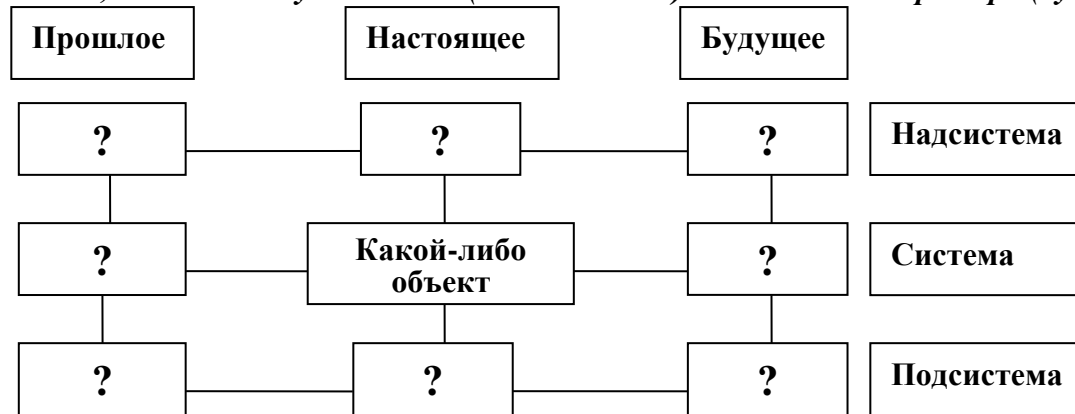 Прошлое Настоящее Будущее
? ? ? Надсистема
? Какой-либо объект ? Система
? ? ? Подсистема